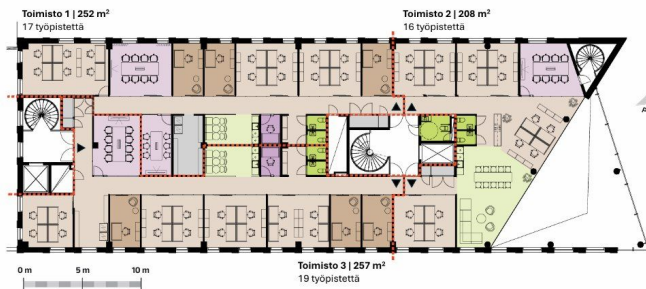 Toimisto 1 | 252 m²
17 työpistettä
Toimisto 2 | 208 m²
16 työpistettä
A
Toimisto 3 | 257 m²
19 työpistettä
0 m 5 m 10 m